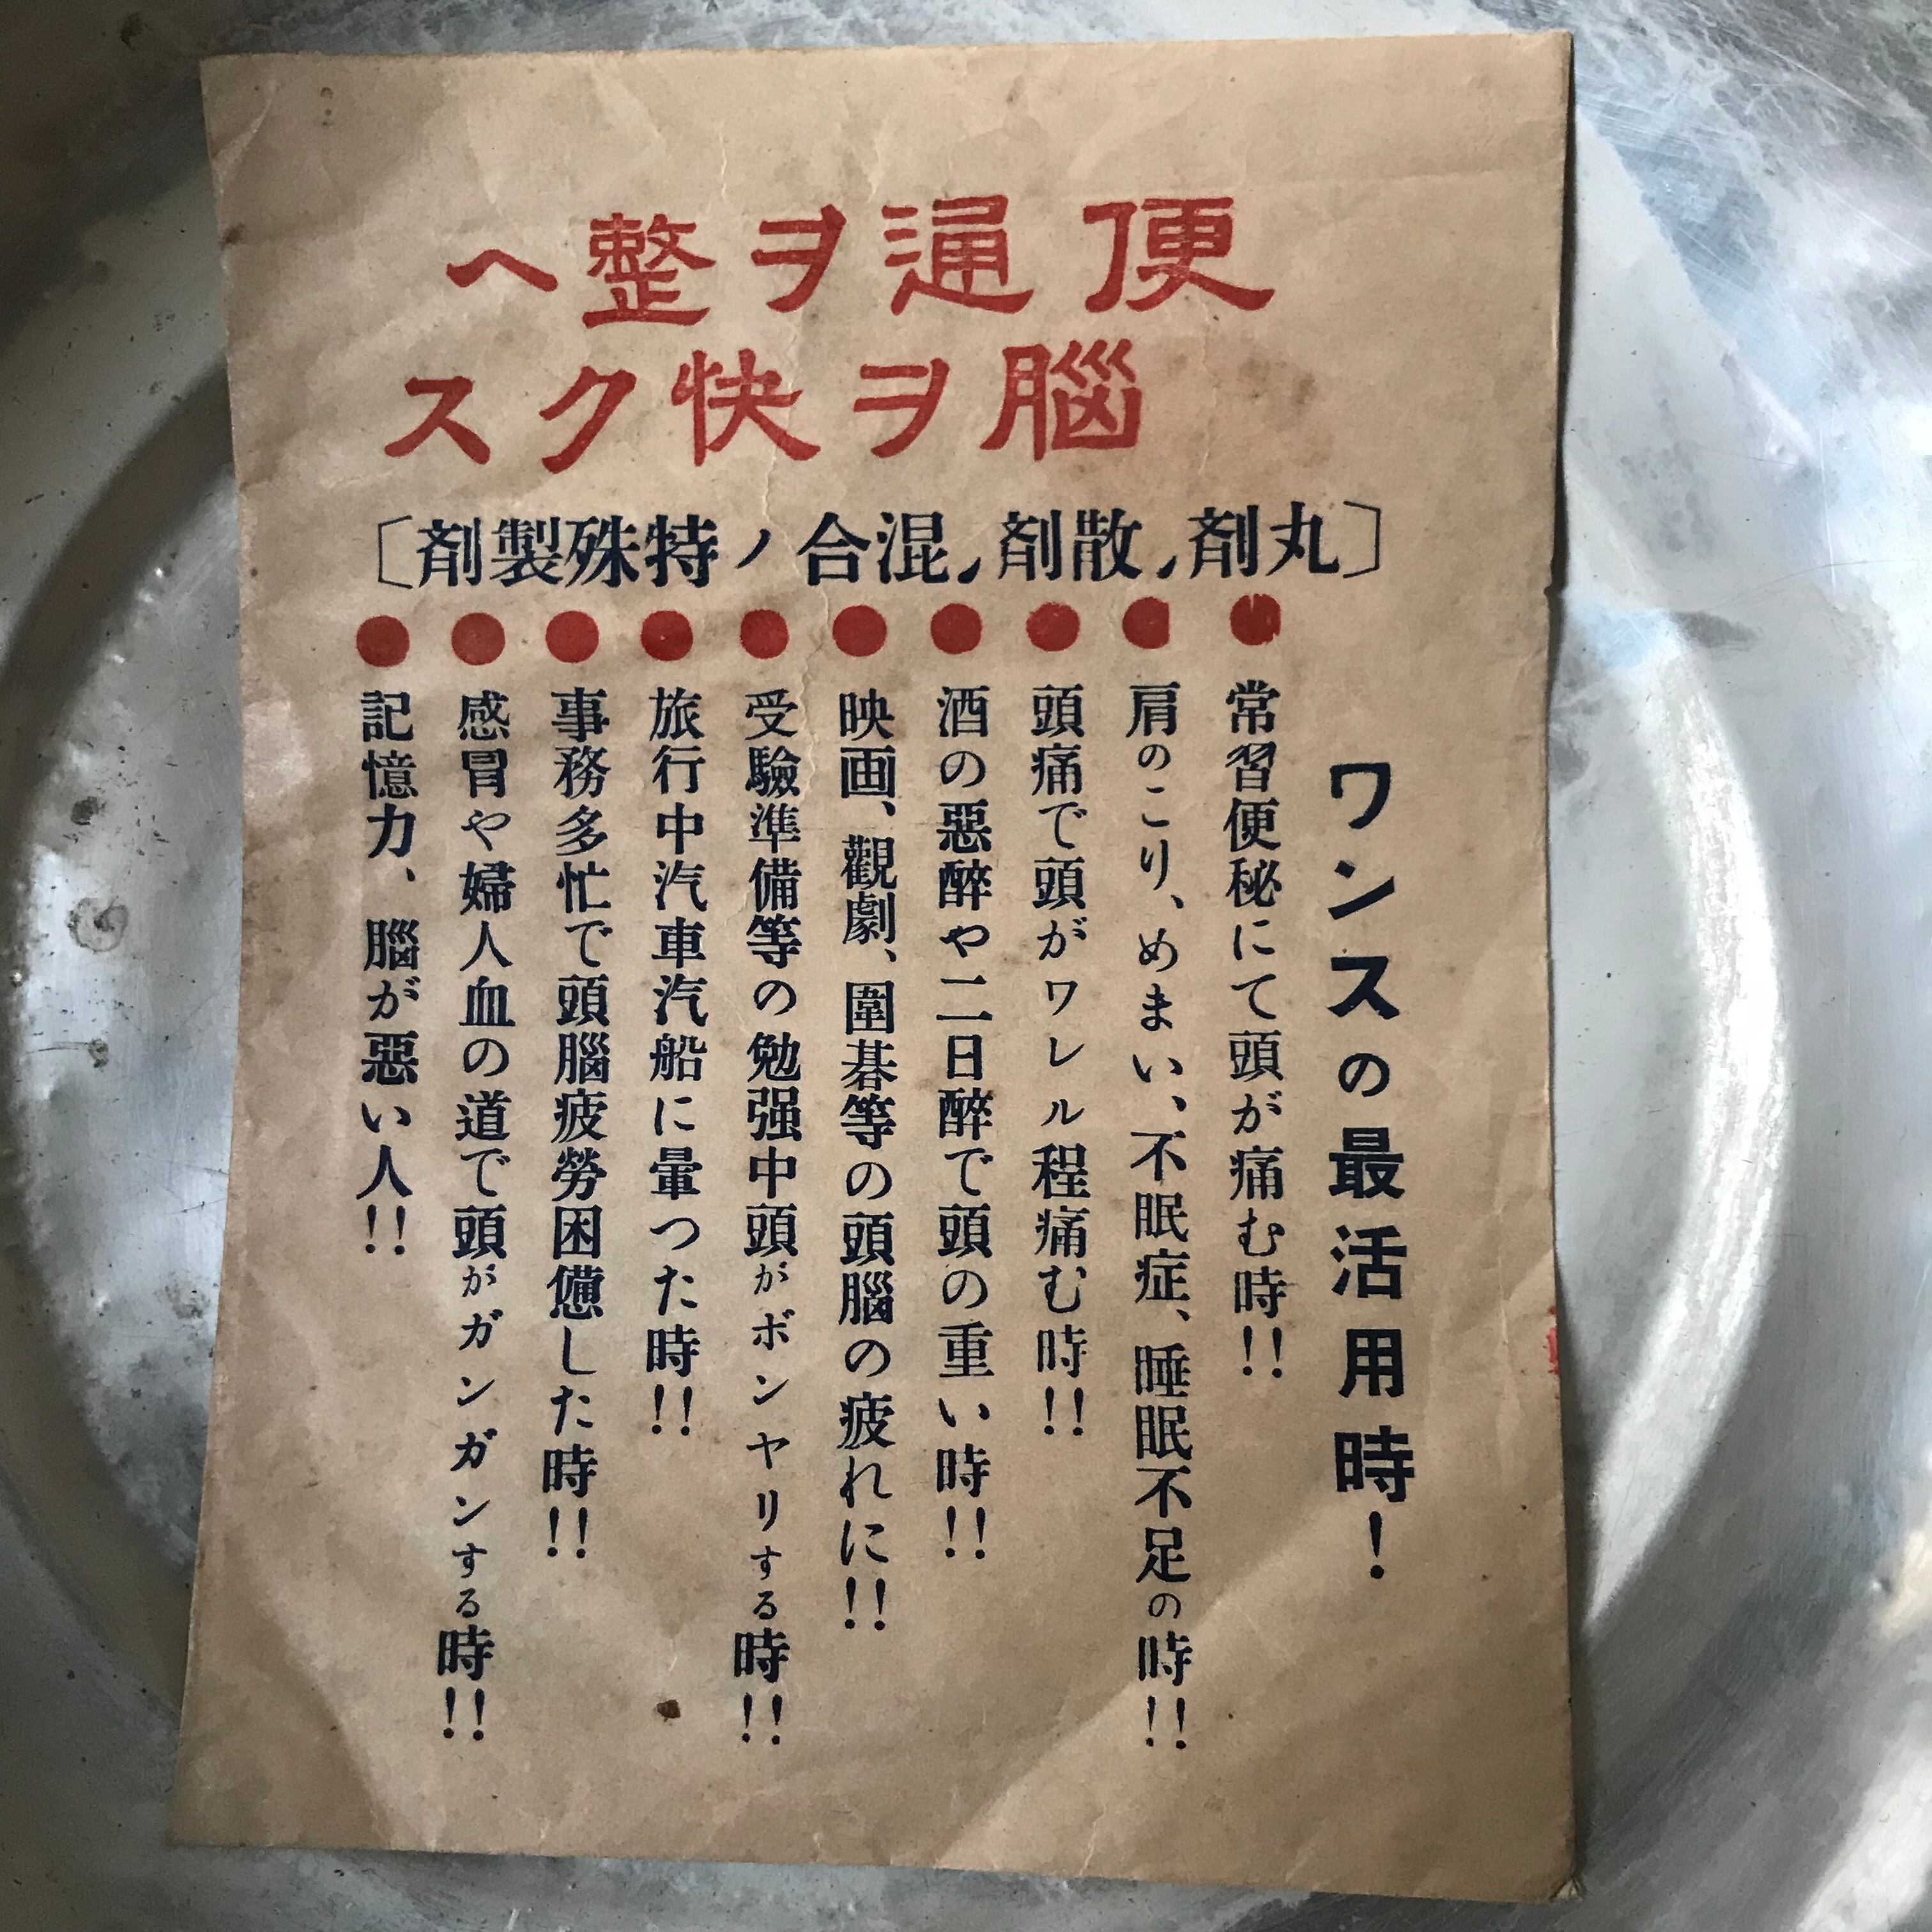 便通ヲ整ヘ
腦ヲ快クス
〔丸剤、散剤、混合ノ特殊製剤〕
ワンスの最活用時！
●常習便秘にて頭が痛む時!!
●肩のこり、めまい、不眠症、睡眠不足の時!!
●頭痛で頭がワレル程痛む時!!
●酒の惡醉や二日醉で頭の重い時!!
●映画、觀劇、圍碁等の頭腦の疲れに!!
●受驗準備等の勉强中頭がボンヤリする時!!
●旅行中汽車汽船に暈つた時!!
●事務多忙で頭腦疲勞困憊した時!!
●感冒や婦人血の道で頭がガンガンする時!!
●記憶力、腦が惡い人!!